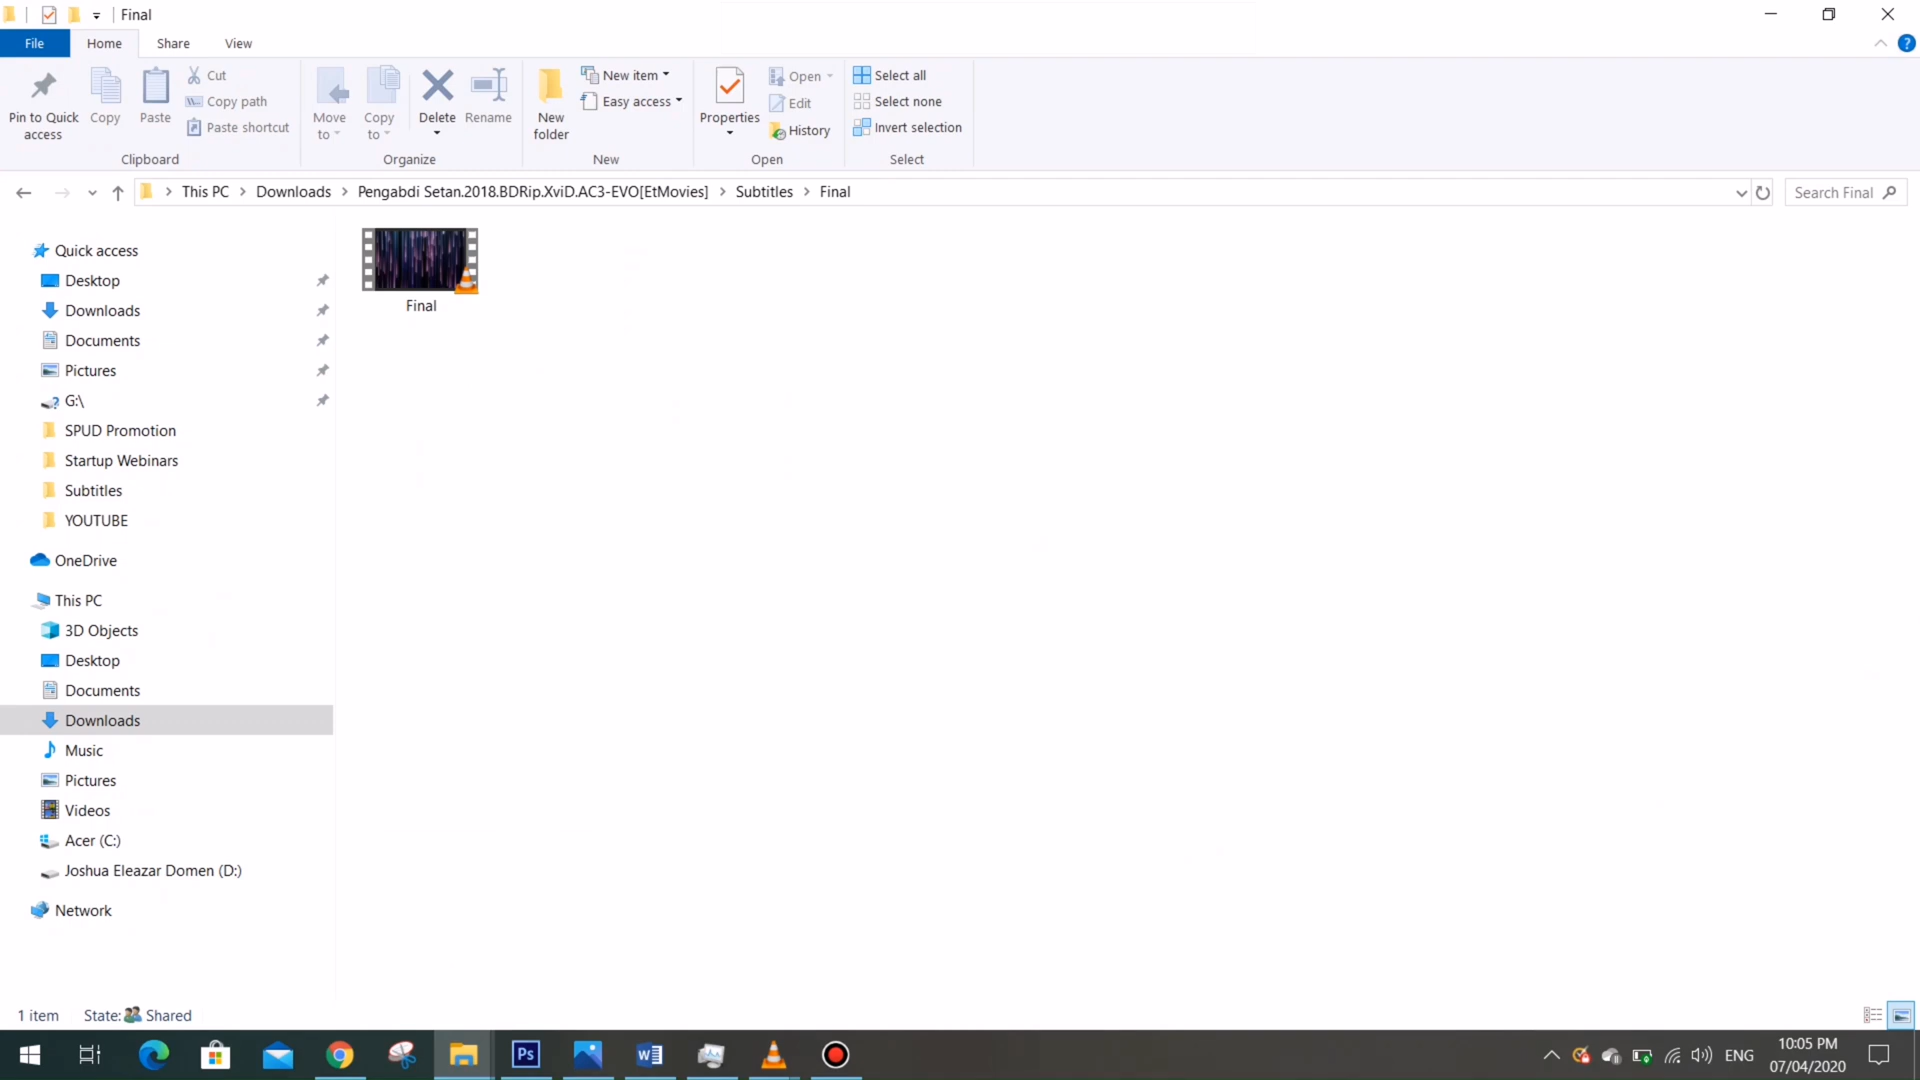 Final
File
Home
Share
View
Pin to Quick
access
Copy
Paste
Cut
Copy path
Paste shortcut
Clipboard
Move
to
Copy
to
Delete
Rename
Organize
New
folder
New item
Easy access
New
Properties
Open
Edit
History
Open
Select all
Select none
Invert selection
Select
This PC > Downloads > Pengabdi Setan.2018.BDRip.XviD.AC3-EVO[EtMovies] > Subtitles > Final
Search Final
Quick access
Desktop
Downloads
Documents
Pictures
G:\
SPUD Promotion
Startup Webinars
Subtitles
YOUTUBE
OneDrive
This PC
3D Objects
Desktop
Documents
Downloads
Music
Pictures
Videos
Acer (C:)
Joshua Eleazar Domen (D:)
Network
Final
1 item
State: Shared
Ps
ENG
10:05 PM
07/04/2020